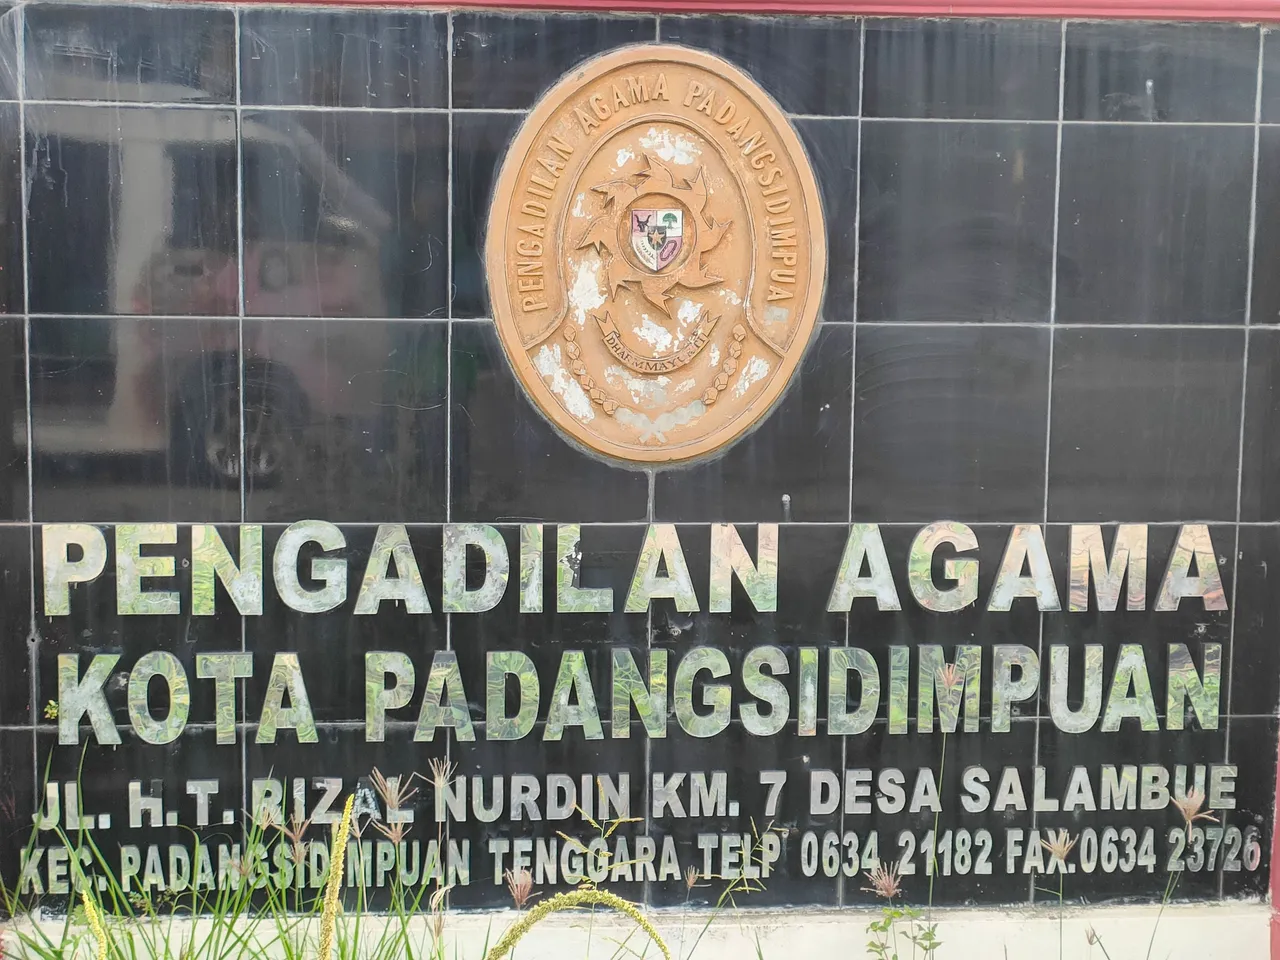 PENGADILAN AGAMA PADANGSIDIMPUA
PENGADILAN AGAMA
KOTA PADANGSIDIMPUAN
JL. H.T. RIZAL NURDIN KM. 7 DESA SALAMBUE
KEC. PADANGSIDIMPUAN TENGGARA TELP 0634 21182 FAX.0634 23726